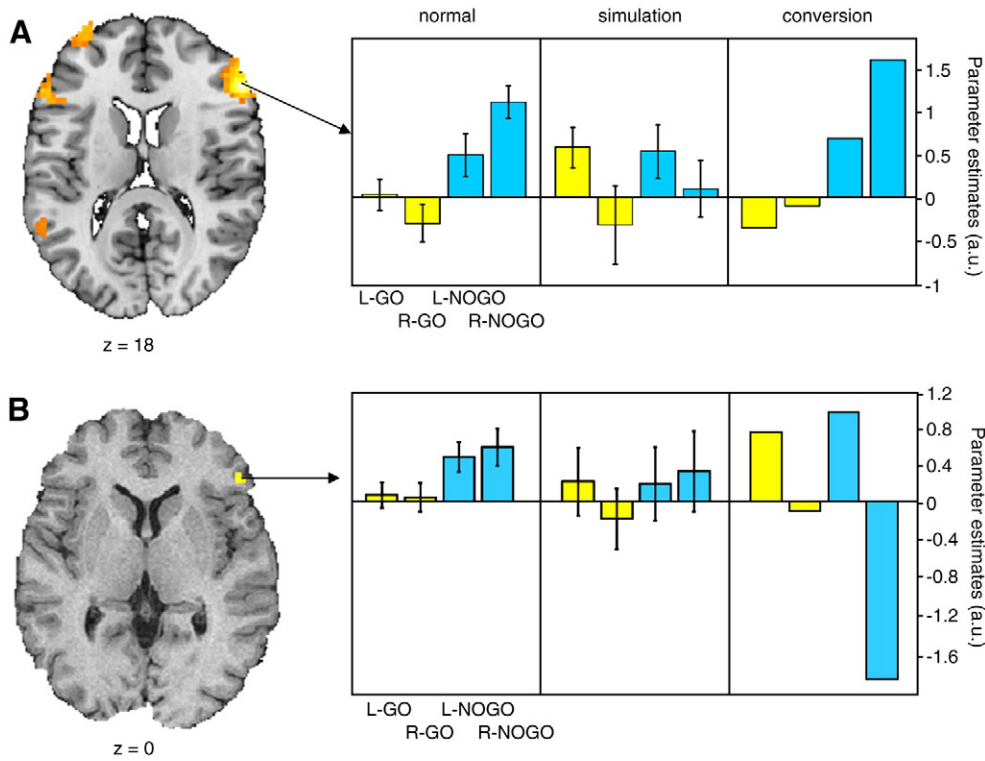 normal simulation conversion
A
1.5
1
0.5
0
-0.5
-1
Parameter estimates (a.u.)
L-GO L-NOGO
R-GO R-NOGO
z = 18
B
1.2
0.8
0.4
0
-0.4
-0.8
-1.2
-1.6
Parameter estimates (a.u.)
L-GO L-NOGO
R-GO R-NOGO
z = 0